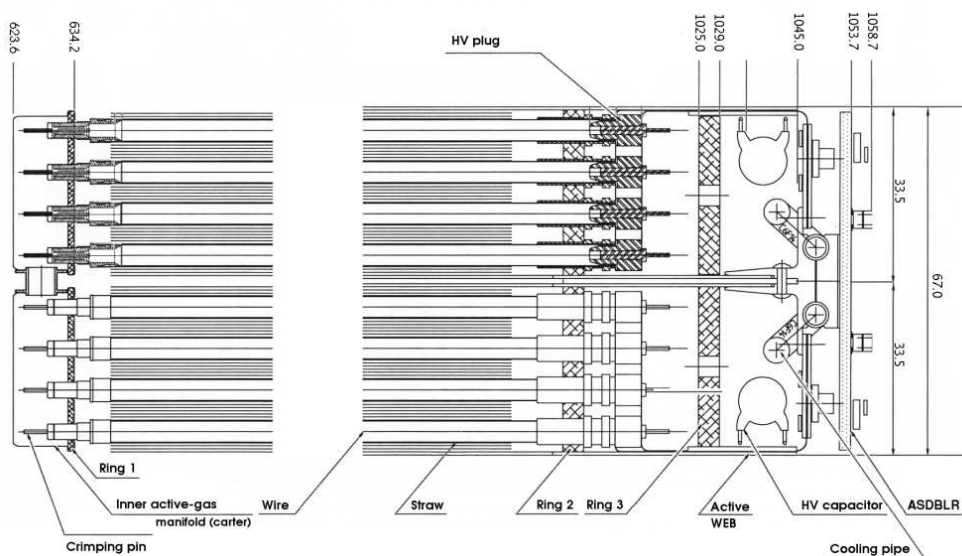 623.6
634.2
HV plug
1025.0
1029.0
1045.0
1053.7
1058.7
33.5
67.0
33.5
Ring 1
Inner active-gas
manifold (carter)
Crimping pin
Wire
Straw
Ring 2
Ring 3
Active
WEB
HV capacitor
ASDBLR
Cooling pipe